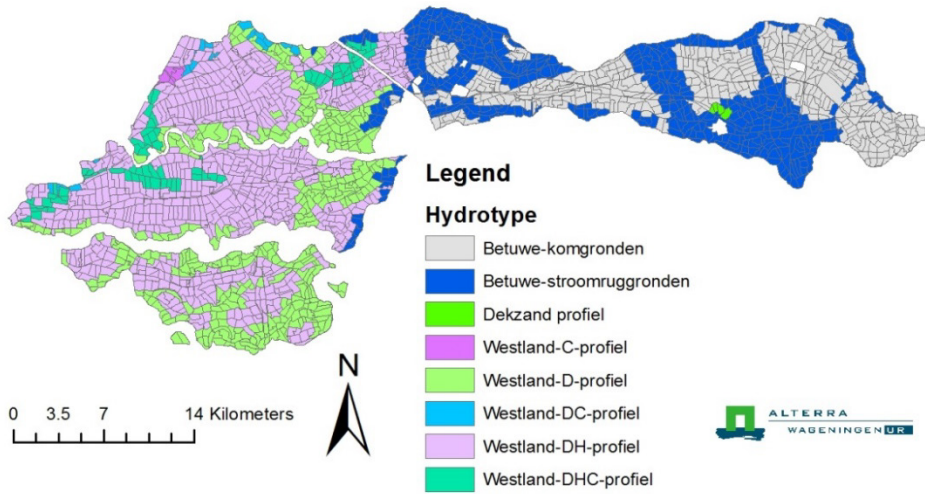 Legend
Hydrotype
Betuwe-komgronden
Betuwe-stroomruggronden
Dekzand profiel
Westland-C-profiel
Westland-D-profiel
Westland-DC-profiel
Westland-DH-profiel
Westland-DHC-profiel
N
0 3.5 7 14 Kilometers
ALTERRA
WAGENINGEN UR